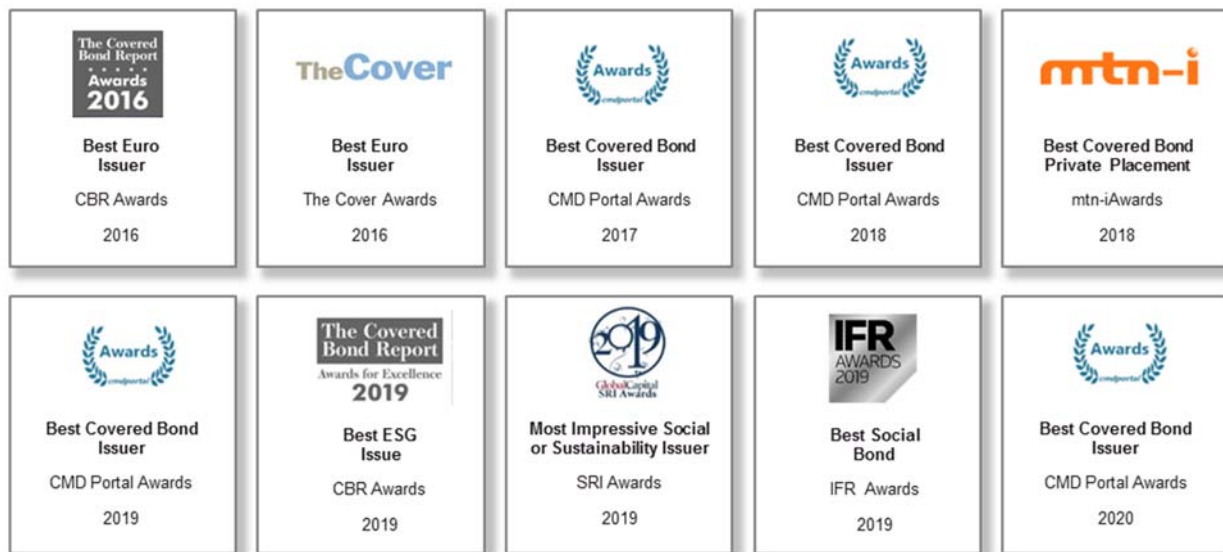 The Covered
Bond Report
Awards
2016
Best Euro
Issuer
CBR Awards
2016
TheCover
Best Euro
Issuer
The Cover Awards
2016
Awards
cmdportal
Best Covered Bond
Issuer
CMD Portal Awards
2017
Awards
cmdportal
Best Covered Bond
Issuer
CMD Portal Awards
2018
mtn-i
Best Covered Bond
Private Placement
mtn-iAwards
2018
Awards
cmdportal
Best Covered Bond
Issuer
CMD Portal Awards
2019
The Covered
Bond Report
Awards for Excellence
2019
Best ESG
Issue
CBR Awards
2019
2019
GlobalCapital
SRI Awards
Most Impressive Social
or Sustainability Issuer
SRI Awards
2019
IFR
AWARDS
2019
Best Social
Bond
IFR Awards
2019
Awards
cmdportal
Best Covered Bond
Issuer
CMD Portal Awards
2020